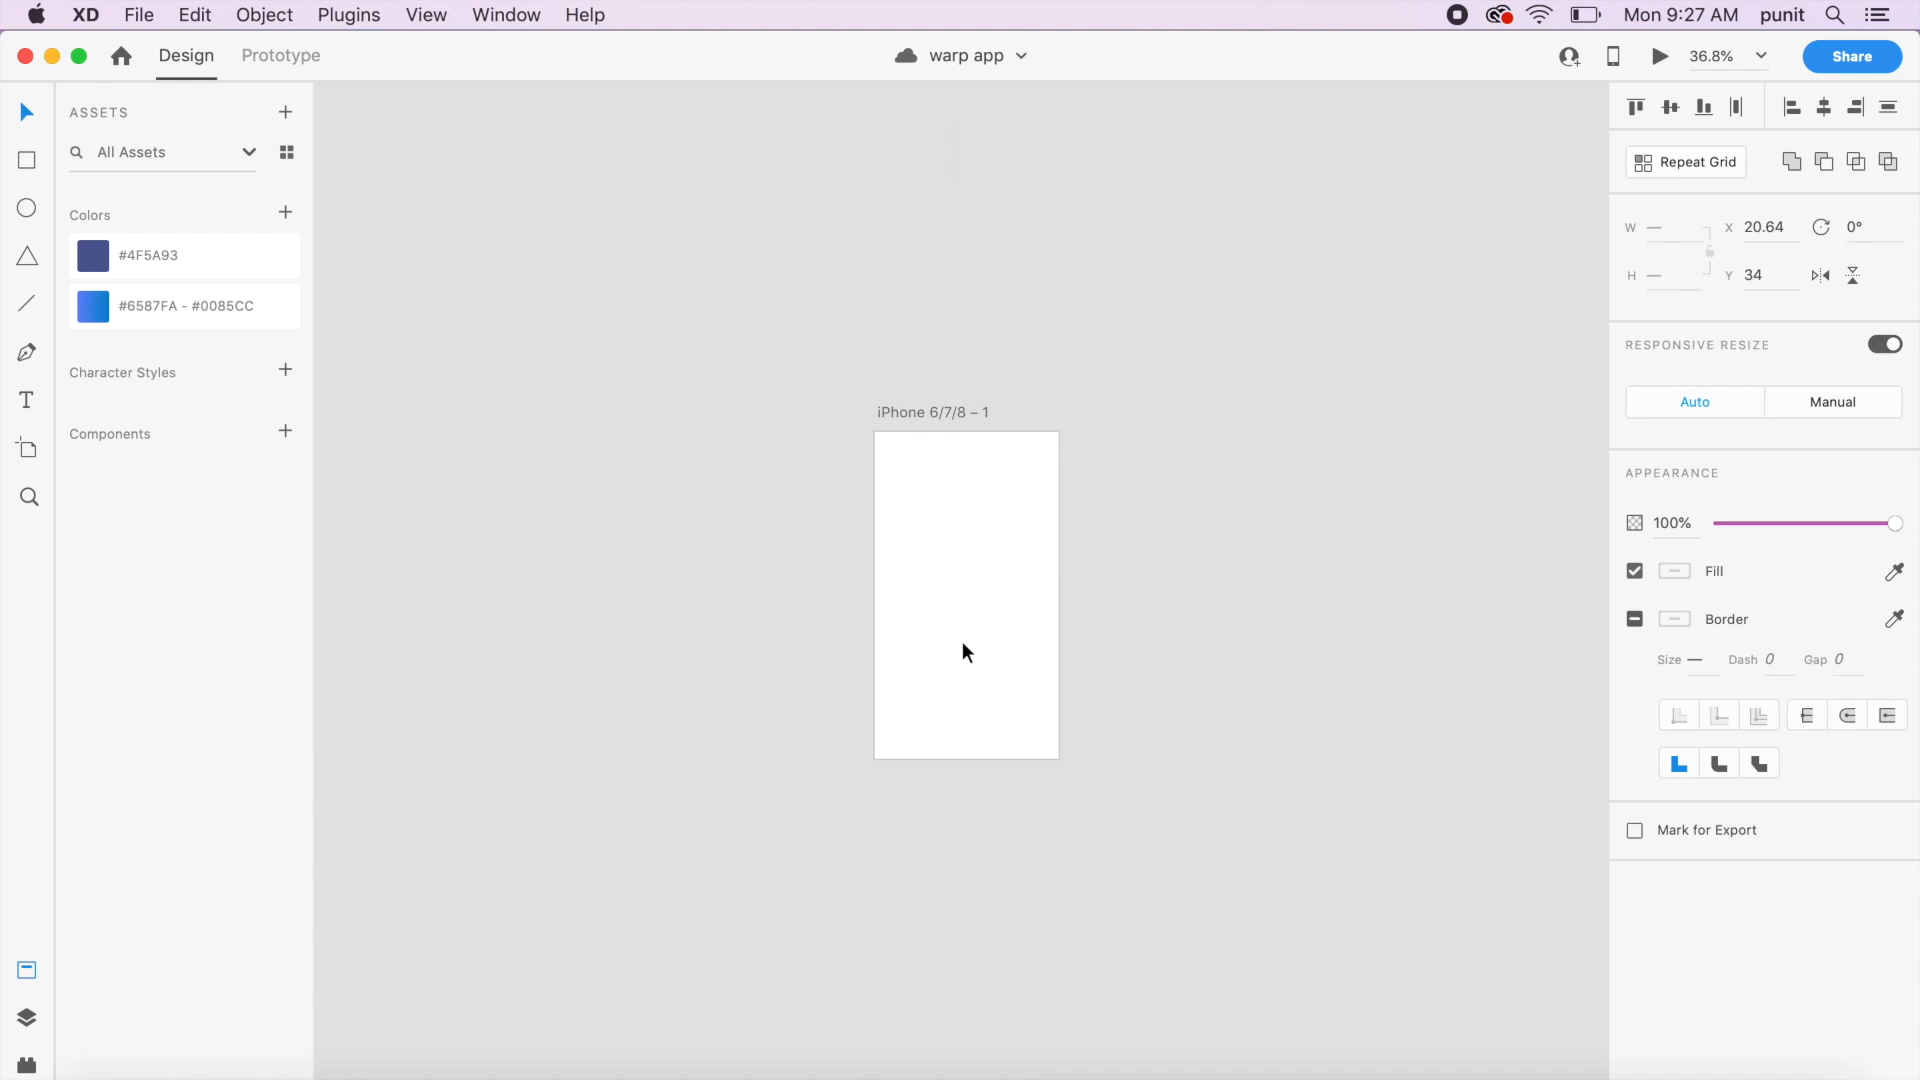 XD File Edit Object Plugins View Window Help Mon 9:27 AM punit
Design Prototype warp app 36.8% Share
ASSETS
All Assets
Colors
#4F5A93
#6587FA - #0085CC
Character Styles
Components
iPhone 6/7/8 – 1
Repeat Grid
W — X 20.64 0°
H — Y 34
RESPONSIVE RESIZE
Auto Manual
APPEARANCE
100%
Fill
Border
Size — Dash 0 Gap 0
Mark for Export